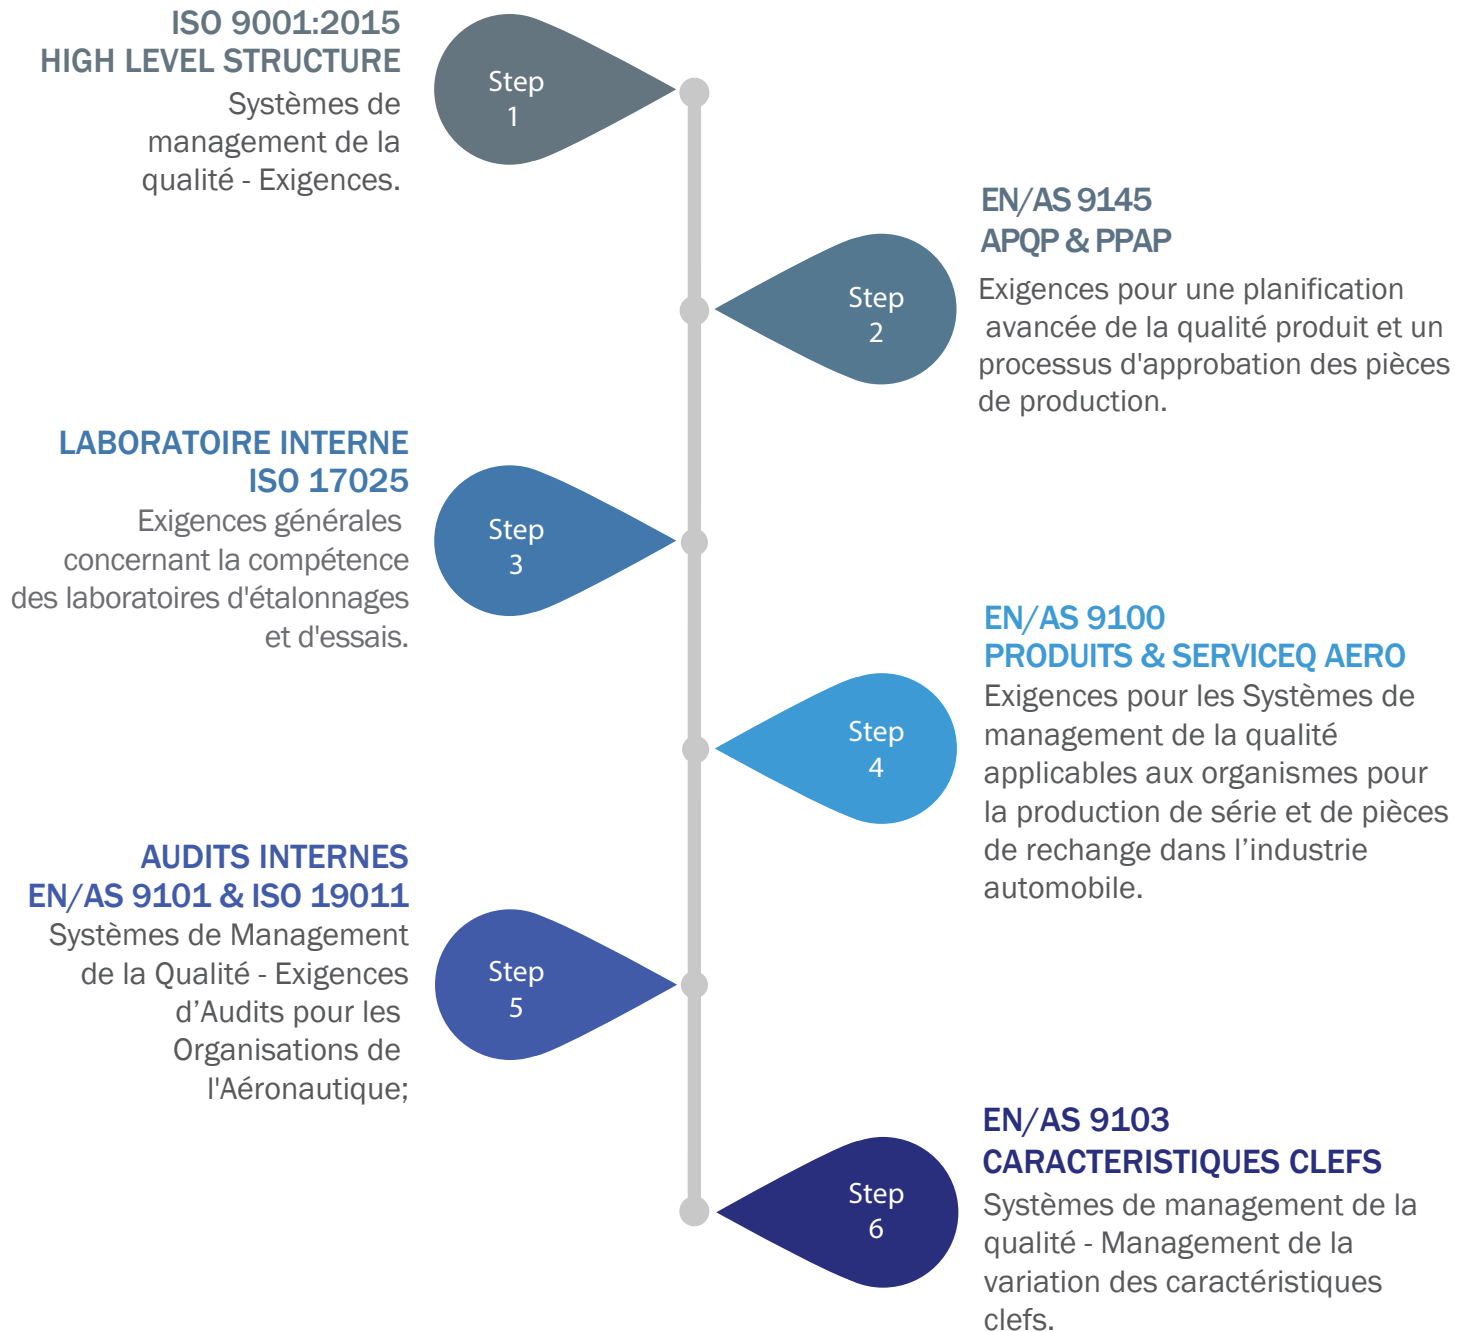 ISO 9001:2015
HIGH LEVEL STRUCTURE
Systèmes de
management de la
qualité - Exigences.
Step
1
EN/AS 9145
APQP & PPAP
Exigences pour une planification
avancée de la qualité produit et un
processus d'approbation des pièces
de production.
Step
2
LABORATOIRE INTERNE
ISO 17025
Exigences générales
concernant la compétence
des laboratoires d'étalonnages
et d'essais.
Step
3
EN/AS 9100
PRODUITS & SERVICEQ AERO
Exigences pour les Systèmes de
management de la qualité
applicables aux organismes pour
la production de série et de pièces
de rechange dans l’industrie
automobile.
Step
4
AUDITS INTERNES
EN/AS 9101 & ISO 19011
Systèmes de Management
de la Qualité - Exigences
d’Audits pour les
Organisations de
l'Aéronautique;
Step
5
EN/AS 9103
CARACTERISTIQUES CLEFS
Systèmes de management de la
qualité - Management de la
variation des caractéristiques
clefs.
Step
6